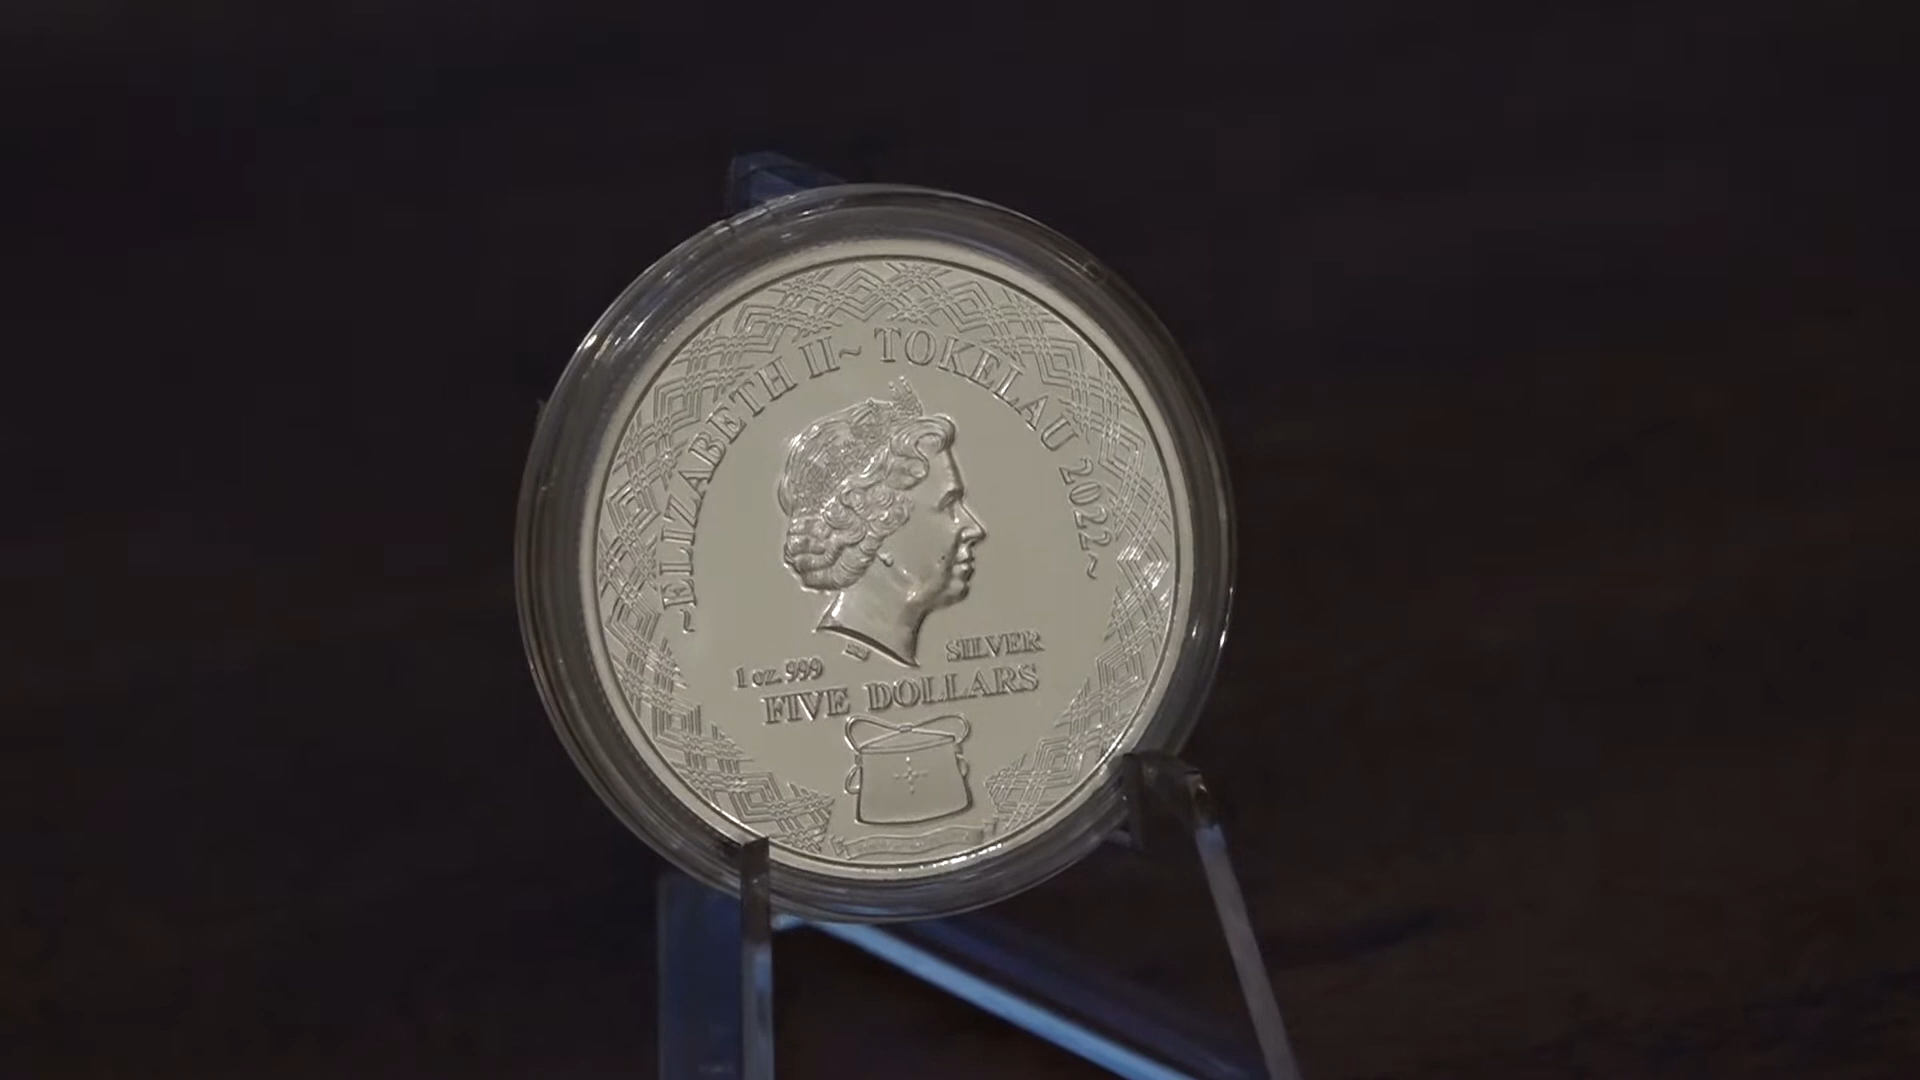 ~ELIZABETH II~ TOKELAU 2022~
1 oz. 999 SILVER
FIVE DOLLARS